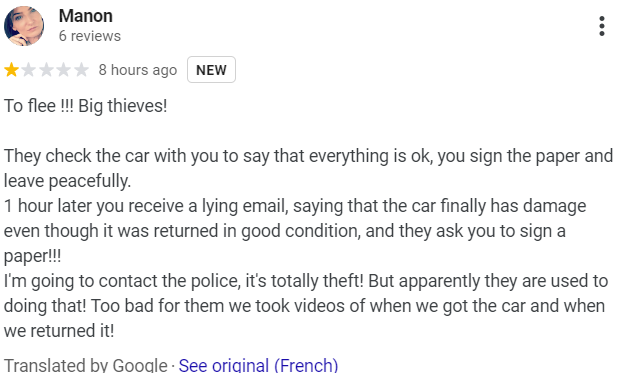 Manon
6 reviews
8 hours ago NEW
To flee !!! Big thieves!
They check the car with you to say that everything is ok, you sign the paper and
leave peacefully.
1 hour later you receive a lying email, saying that the car finally has damage
even though it was returned in good condition, and they ask you to sign a
paper!!!
I'm going to contact the police, it's totally theft! But apparently they are used to
doing that! Too bad for them we took videos of when we got the car and when
we returned it!
Translated by Google · See original (French)